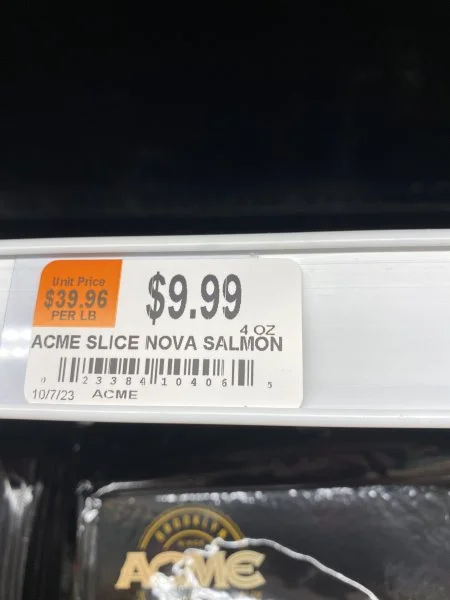 Unit Price
$39.96
PER LB
$9.99
4 OZ
ACME SLICE NOVA SALMON
0 23384 10406 5
10/7/23 ACME
BROOKLYN
ACME